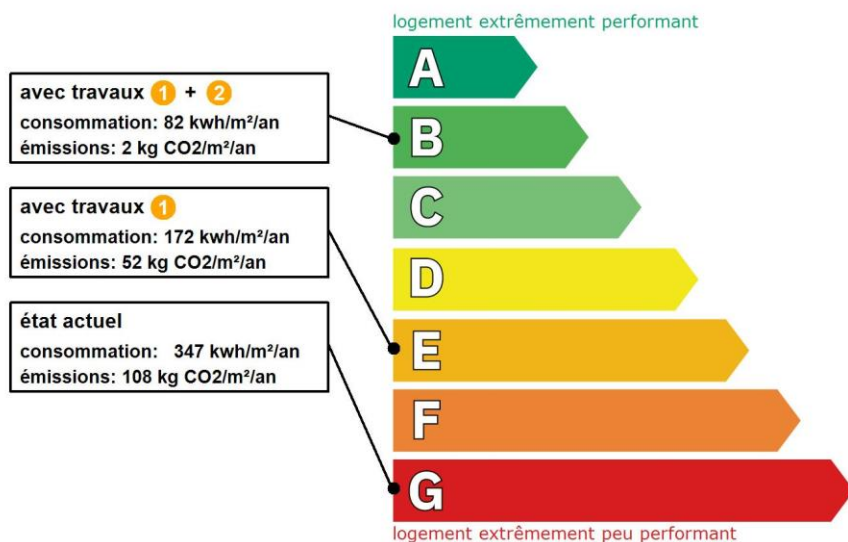 logement extrêmement performant
A
avec travaux 1 + 2
consommation: 82 kwh/m²/an
émissions: 2 kg CO2/m²/an
B
avec travaux 1
consommation: 172 kwh/m²/an
émissions: 52 kg CO2/m²/an
C
D
état actuel
consommation: 347 kwh/m²/an
émissions: 108 kg CO2/m²/an
E
F
G
logement extrêmement peu performant